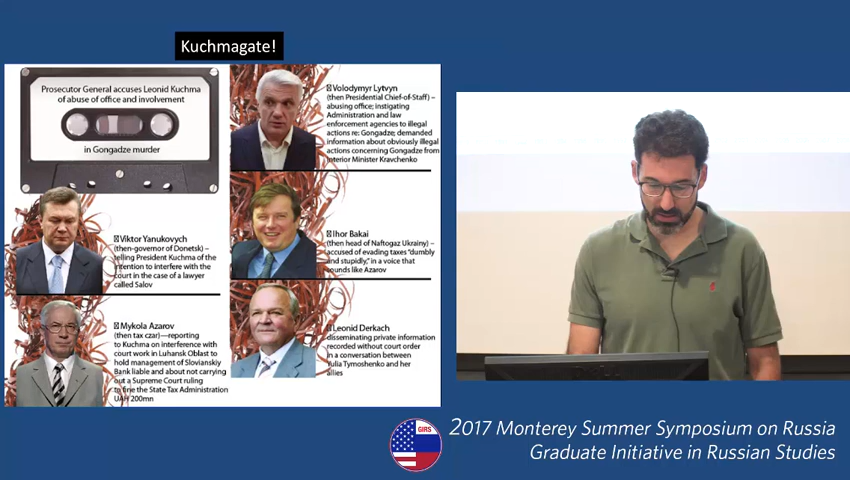 Kuchmagate!
Prosecutor General accuses Leonid Kuchma
of abuse of office and involvement
in Gongadze murder
Viktor Yanukovych
(then-governor of Donetsk) –
telling President Kuchma of the
intention to interfere with the
court in the case of a lawyer
called Salov
Mykola Azarov
(then tax czar)—reporting
to Kuchma on interference with
court work in Luhansk Oblast to
hold management of Slovianskiy
Bank liable and about not carrying
out a Supreme Court ruling
to fine the State Tax Administration
UAH 200mn
Volodymyr Lytvyn
(then Presidential Chief-of-Staff) –
abusing office; instigating
Administration and law
enforcement agencies to illegal
actions re: Gongadze; demanded
information about obviously illegal
actions concerning Gongadze from
Interior Minister Kravchenko
Ihor Bakai
(then head of Naftogaz Ukrainy) –
accused of evading taxes "dumbly
and stupidly," in a voice that
sounds like Azarov
Leonid Derkach
disseminating private information
recorded without court order
in a conversation between
Yulia Tymoshenko and her
allies
GIRS
2017 Monterey Summer Symposium on Russia
Graduate Initiative in Russian Studies